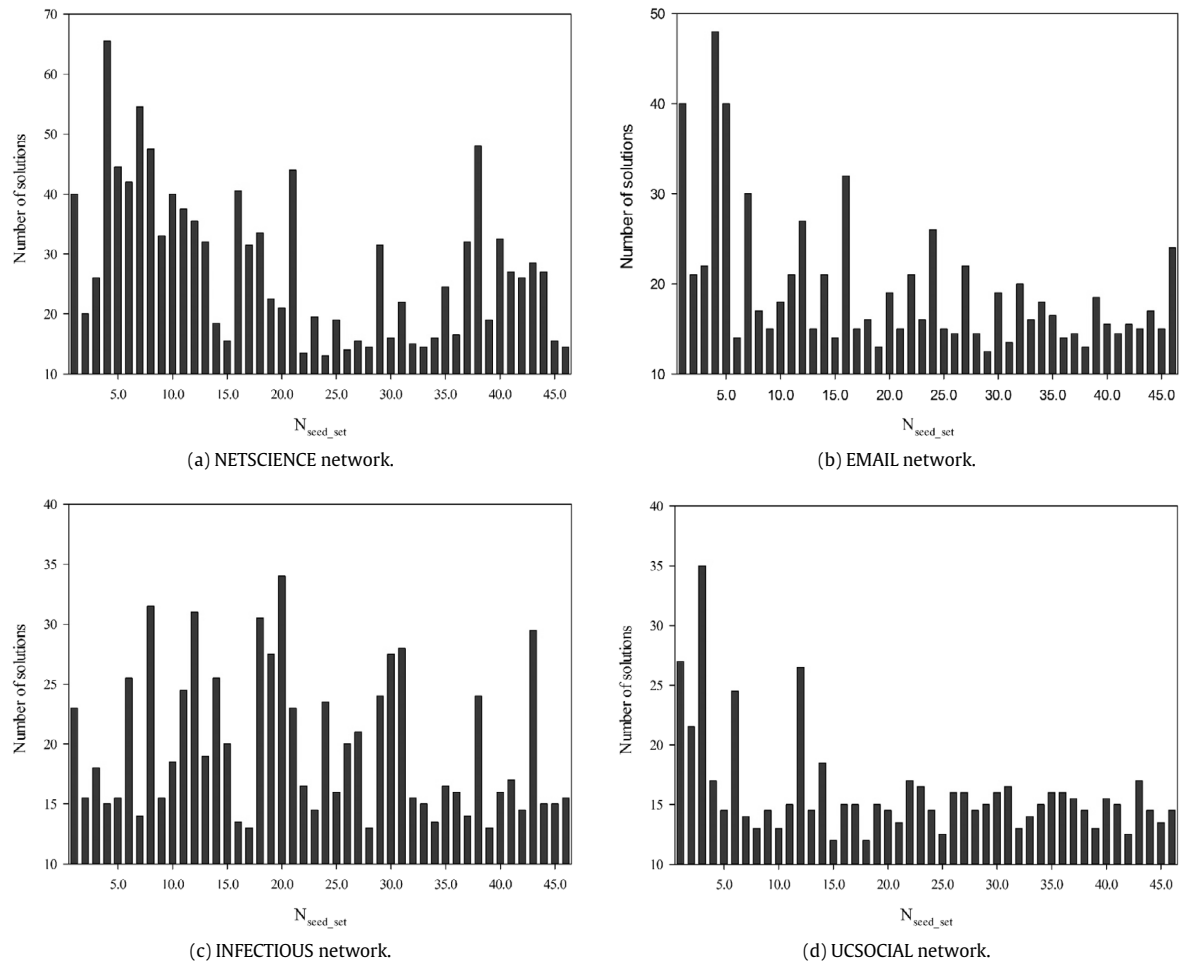 70
60
50
40
30
20
10
Number of solutions
5.0 10.0 15.0 20.0 25.0 30.0 35.0 40.0 45.0
N_seed_set
(a) NETSCIENCE network.
50
40
30
20
10
Number of solutions
5.0 10.0 15.0 20.0 25.0 30.0 35.0 40.0 45.0
N_seed_set
(b) EMAIL network.
40
35
30
25
20
15
10
Number of solutions
5.0 10.0 15.0 20.0 25.0 30.0 35.0 40.0 45.0
N_seed_set
(c) INFECTIOUS network.
40
35
30
25
20
15
10
Number of solutions
5.0 10.0 15.0 20.0 25.0 30.0 35.0 40.0 45.0
N_seed_set
(d) UCSOCIAL network.